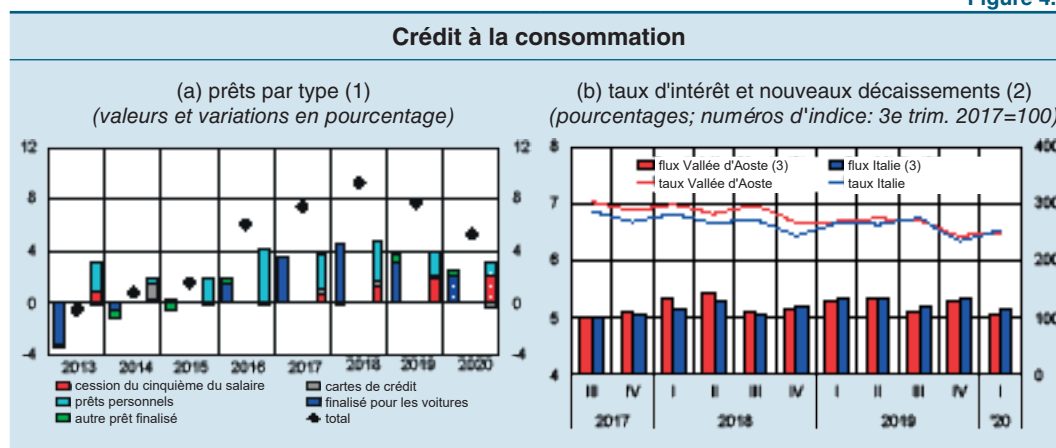 Figure 4.
Crédit à la consommation
(a) prêts par type (1)
(valeurs et variations en pourcentage)
12 12
8 8
4 4
0 0
-4 -4
2013 2014 2015 2016 2017 2018 2019 2020
cession du cinquième du salaire
prêts personnels
autre prêt finalisé
cartes de crédit
finalisé pour les voitures
total
(b) taux d'intérêt et nouveaux décaissements (2)
(pourcentages; numéros d'indice: 3e trim. 2017=100)
8 400
flux Vallée d'Aoste (3) flux Italie (3)
taux Vallée d'Aoste taux Italie
7 300
6 200
5 100
4 0
III IV I II III IV I II III IV I
2017 2018 2019 '20